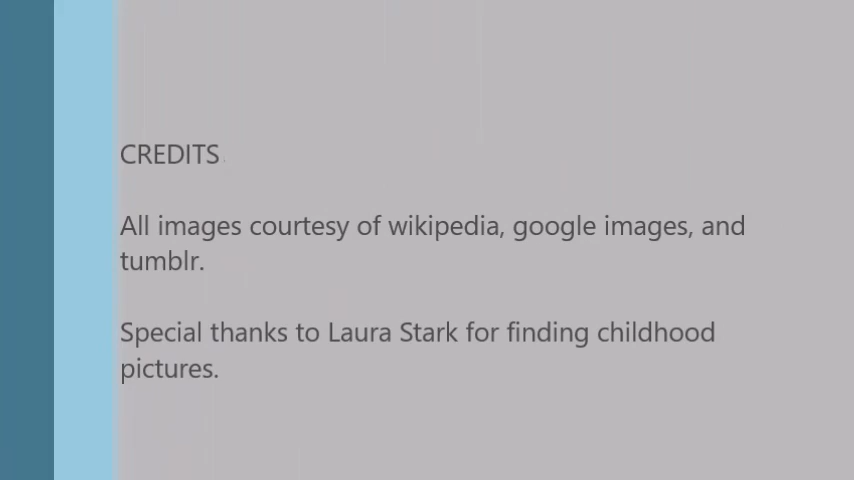 CREDITS
All images courtesy of wikipedia, google images, and
tumblr.
Special thanks to Laura Stark for finding childhood
pictures.